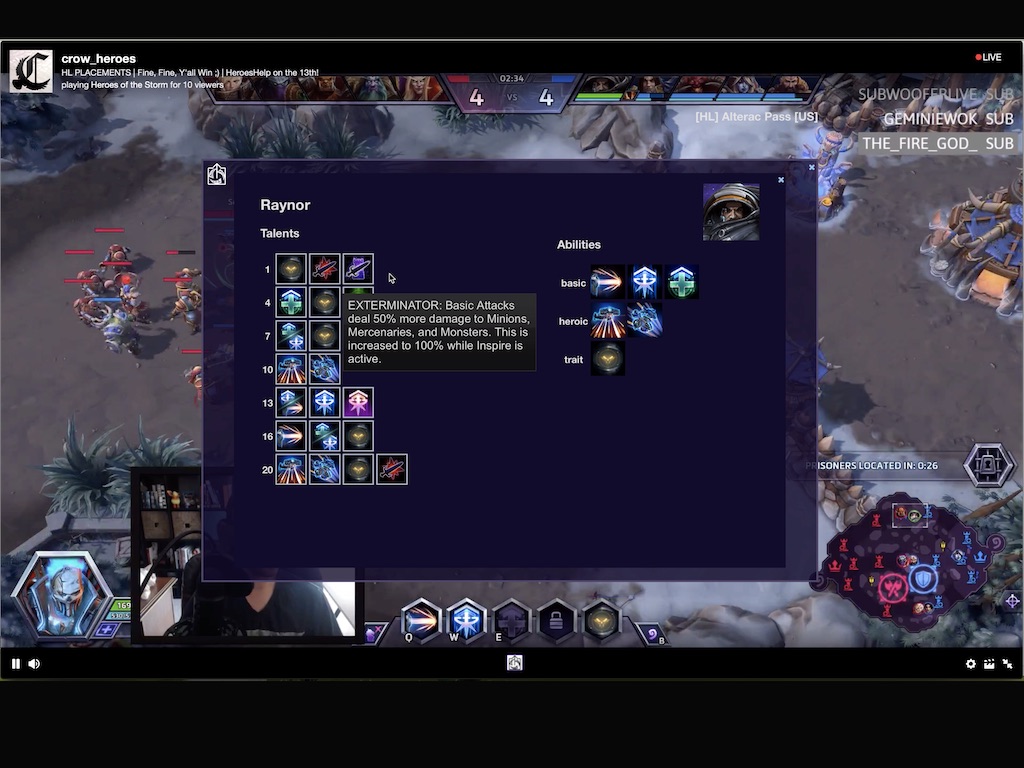 crow_heroes
HL PLACEMENTS | Fine, Fine, Y'all Win ;) | HeroesHelp on the 13th!
playing Heroes of the Storm for 10 viewers
LIVE
02:34
4 VS 4
[HL] Alterac Pass [US]
SUBWOOFERLIVE SUB
GEMINIEWOK SUB
THE_FIRE_GOD_ SUB
Raynor
Talents
1
4
7
10
13
16
20
EXTERMINATOR: Basic Attacks
deal 50% more damage to Minions,
Mercenaries, and Monsters. This is
increased to 100% while Inspire is
active.
Abilities
basic
heroic
trait
PRISONERS LOCATED IN: 0:26
Q
W
E
B